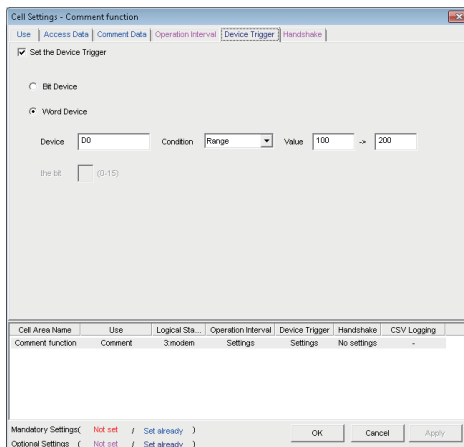 Cell Settings - Comment function
Use Access Data Comment Data Operation Interval Device Trigger Handshake
Set the Device Trigger
Bit Device
Word Device
Device D0 Condition Range Value 100 -> 200
the bit (0-15)
Cell Area Name Use Logical Sta... Operation Interval Device Trigger Handshake CSV Logging
Comment function Comment 3:modem Settings Settings No settings -
Mandatory Settings( Not set / Set already )
Optional Settings ( Not set / Set already )
OK Cancel Apply